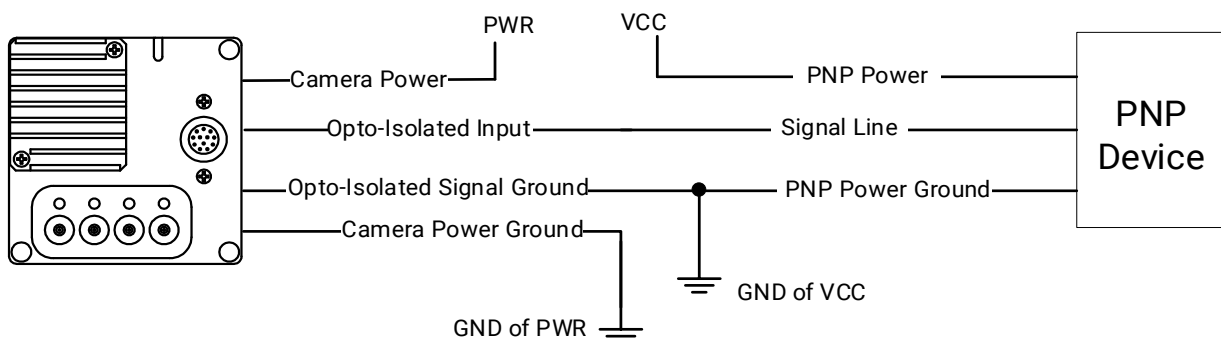 PWR
VCC
Camera Power
PNP Power
Opto-Isolated Input
Signal Line
PNP
Device
Opto-Isolated Signal Ground
PNP Power Ground
Camera Power Ground
GND of VCC
GND of PWR